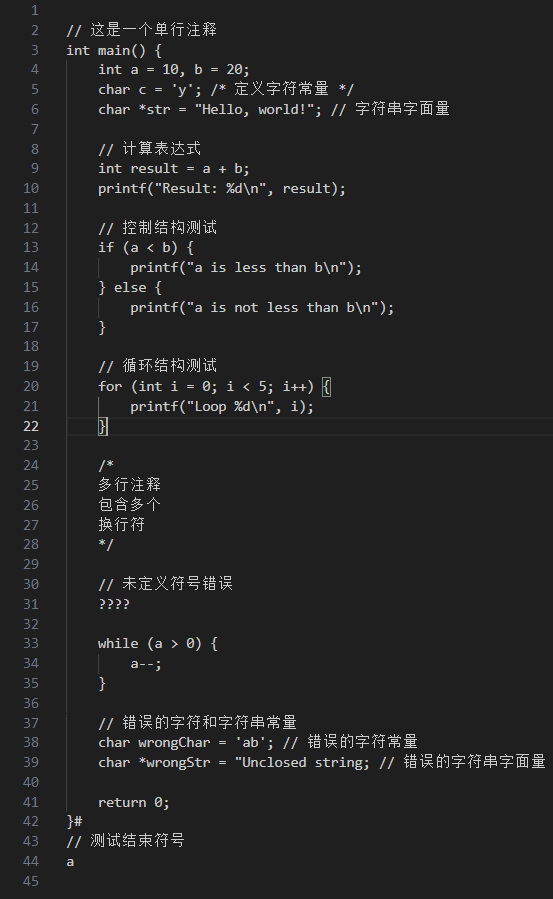 1
2 // 这是一个单行注释
3 int main() {
4     int a = 10, b = 20;
5     char c = 'y'; /* 定义字符常量 */
6     char *str = "Hello, world!"; // 字符串字面量
7
8     // 计算表达式
9     int result = a + b;
10     printf("Result: %d\n", result);
11
12     // 控制结构测试
13     if (a < b) {
14         printf("a is less than b\n");
15     } else {
16         printf("a is not less than b\n");
17     }
18
19     // 循环结构测试
20     for (int i = 0; i < 5; i++) {
21         printf("Loop %d\n", i);
22     }
23
24     /*
25     多行注释
26     包含多个
27     换行符
28     */
29
30     // 未定义符号错误
31     ????
32
33     while (a > 0) {
34         a--;
35     }
36
37     // 错误的字符和字符串常量
38     char wrongChar = 'ab'; // 错误的字符常量
39     char *wrongStr = "Unclosed string; // 错误的字符串字面量
40
41     return 0;
42 }#
43 // 测试结束符号
44 a
45